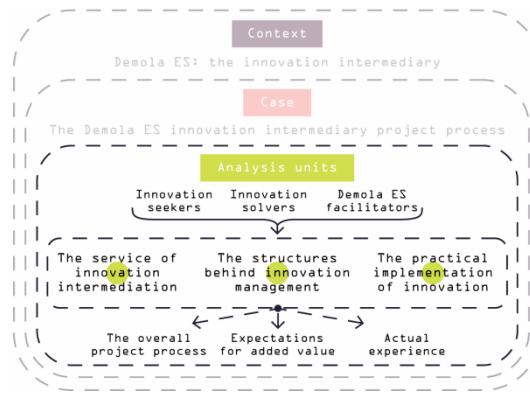 Context
Demola ES: the innovation intermediary
Case
The Demola ES innovation intermediary project process
Analysis units
Innovation seekers
Innovation solvers
Demola ES facilitators
The service of innovation intermediation
The structures behind innovation management
The practical implementation of innovation
The overall project process
Expectations for added value
Actual experience